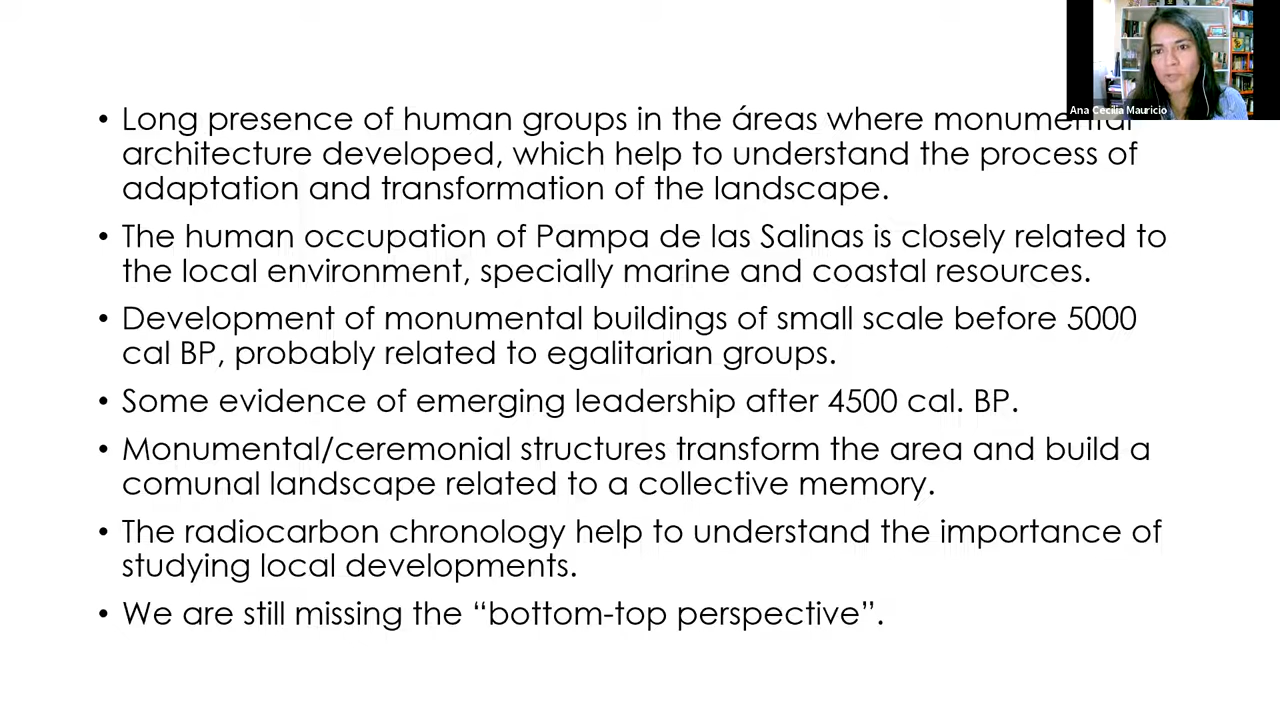 Ana Cecilia Mauricio
• Long presence of human groups in the áreas where monumental
architecture developed, which help to understand the process of
adaptation and transformation of the landscape.
• The human occupation of Pampa de las Salinas is closely related to
the local environment, specially marine and coastal resources.
• Development of monumental buildings of small scale before 5000
cal BP, probably related to egalitarian groups.
• Some evidence of emerging leadership after 4500 cal. BP.
• Monumental/ceremonial structures transform the area and build a
comunal landscape related to a collective memory.
• The radiocarbon chronology help to understand the importance of
studying local developments.
• We are still missing the “bottom-top perspective”.